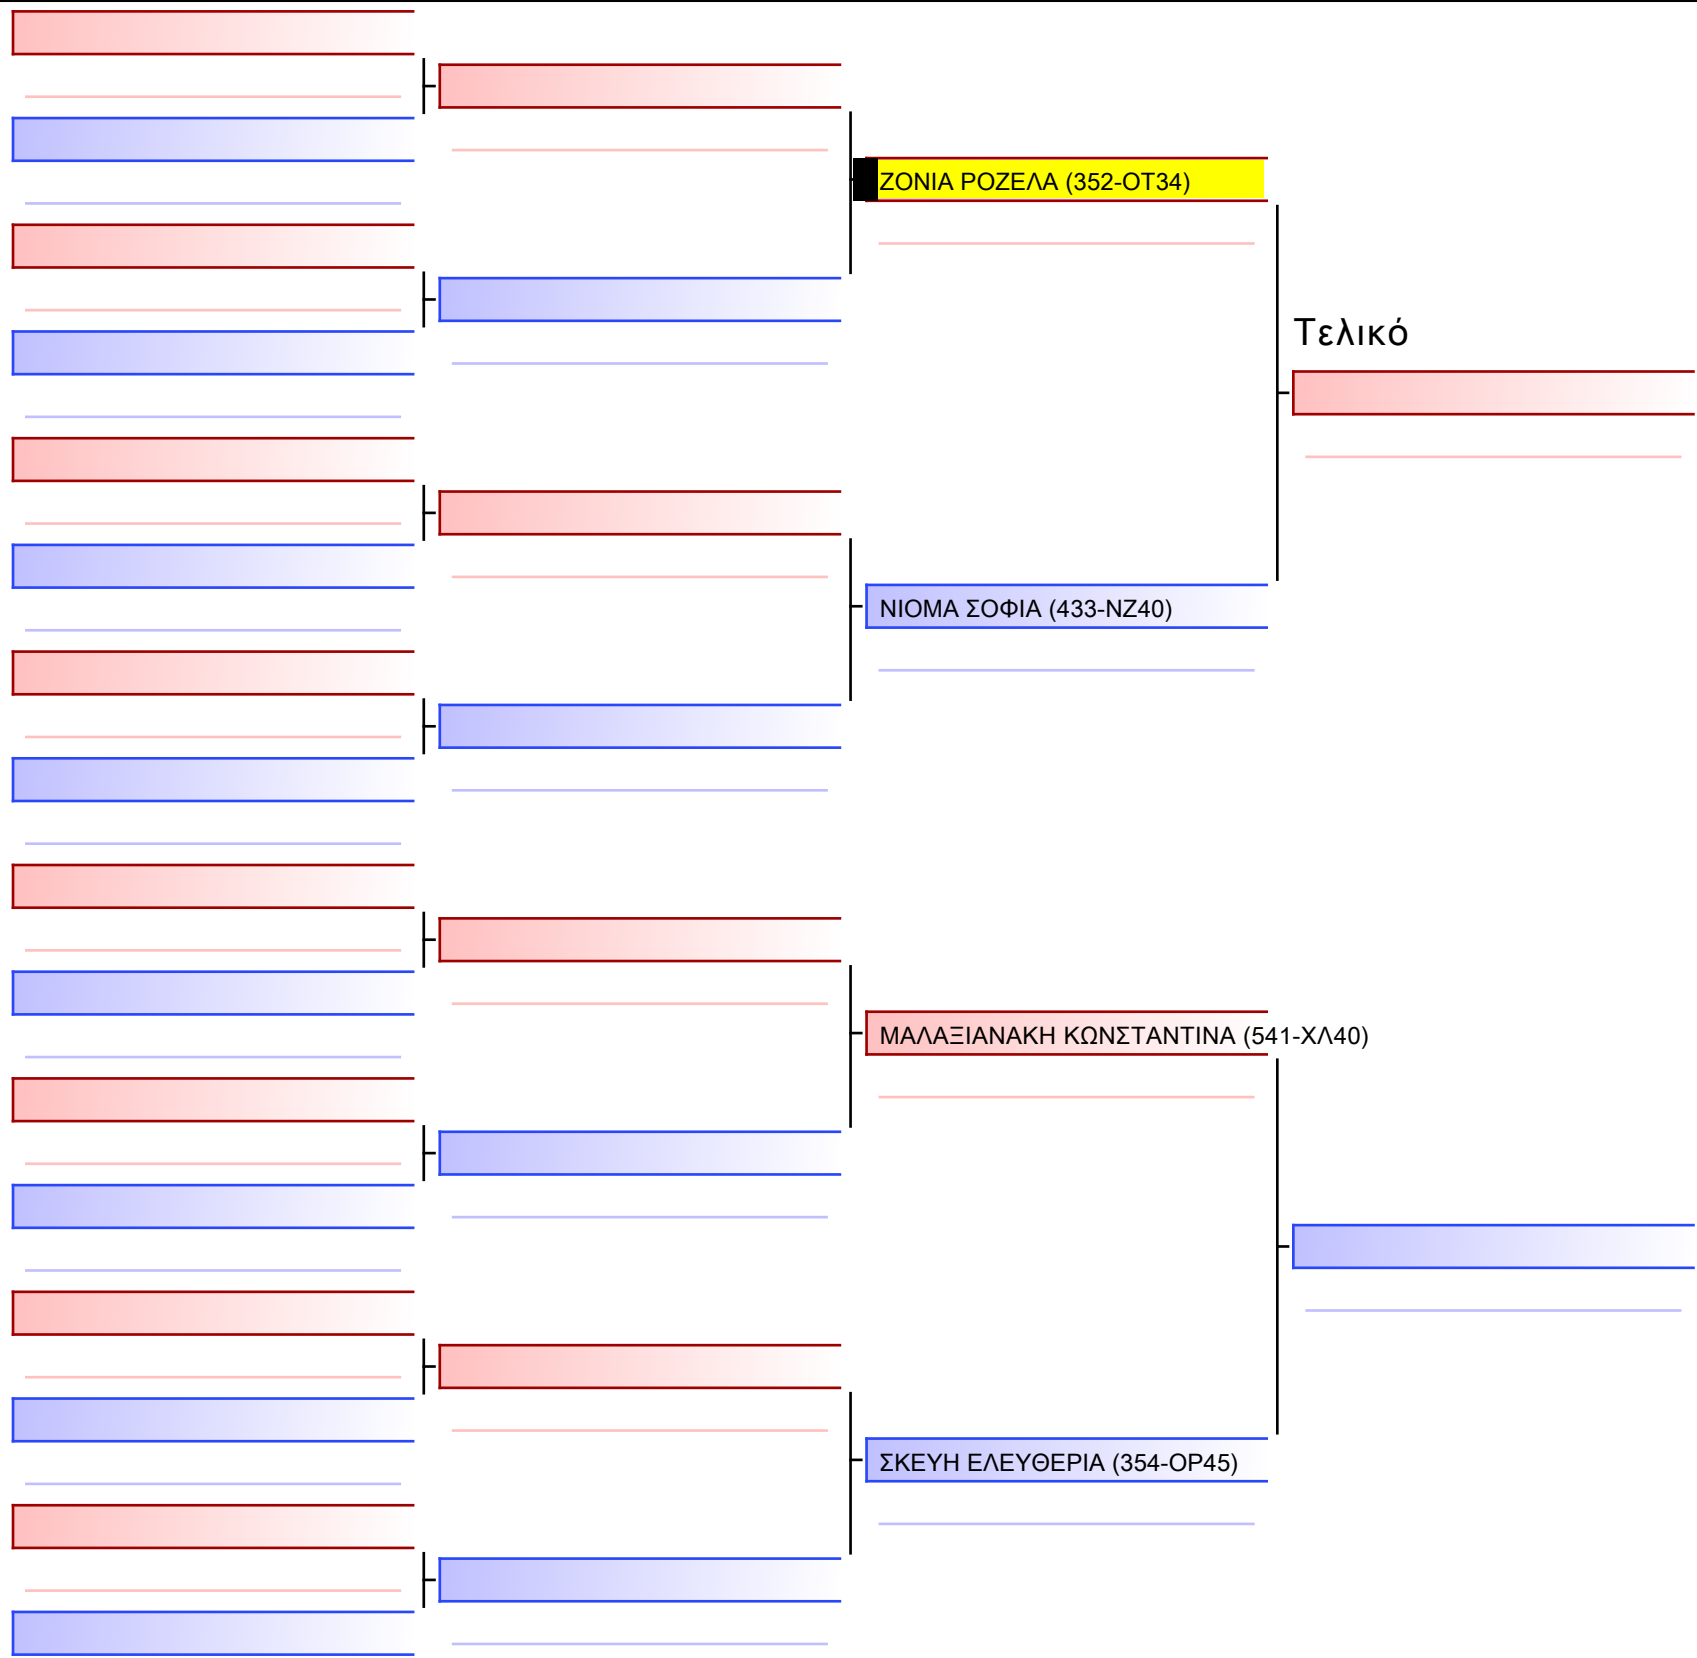 ΖΟΝΙΑ ΡΟΖΕΛΑ (352-ΟΤ34)
Τελικό
ΝΙΟΜΑ ΣΟΦΙΑ (433-ΝΖ40)
ΜΑΛΑΞΙΑΝΑΚΗ ΚΩΝΣΤΑΝΤΙΝΑ (541-ΧΛ40)
ΣΚΕΥΗ ΕΛΕΥΘΕΡΙΑ (354-ΟΡ45)